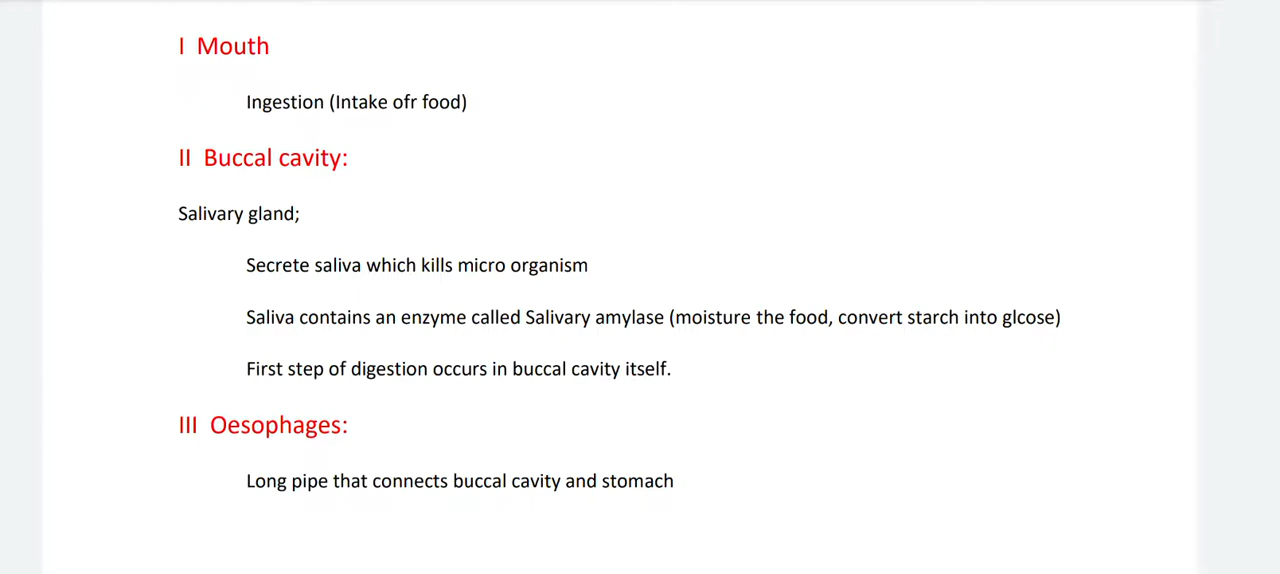 I Mouth
Ingestion (Intake ofr food)
II Buccal cavity:
Salivary gland;
Secrete saliva which kills micro organism
Saliva contains an enzyme called Salivary amylase (moisture the food, convert starch into glcose)
First step of digestion occurs in buccal cavity itself.
III Oesophages:
Long pipe that connects buccal cavity and stomach